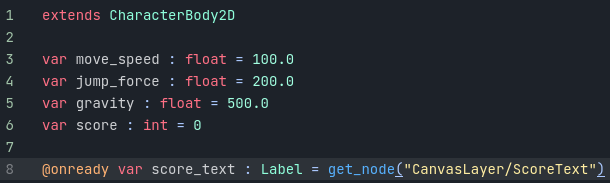 1 extends CharacterBody2D
2
3 var move_speed : float = 100.0
4 var jump_force : float = 200.0
5 var gravity : float = 500.0
6 var score : int = 0
7
8 @onready var score_text : Label = get_node("CanvasLayer/ScoreText")